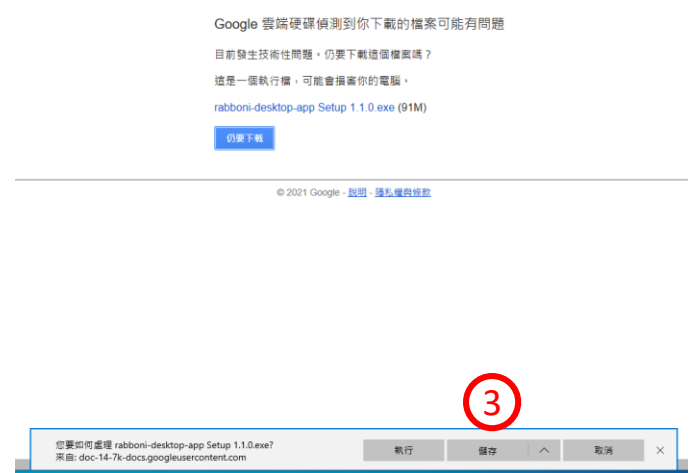 Google 雲端硬碟偵測到你下載的檔案可能有問題
目前發生技術性問題。仍要下載這個檔案嗎？
這是一個執行檔，可能會損害你的電腦。
rabboni-desktop-app Setup 1.1.0.exe (91M)
仍要下載
© 2021 Google - 說明 - 隱私權與條款
3
您要如何處理 rabboni-desktop-app Setup 1.1.0.exe?
來自: doc-14-7k-docs.googleusercontent.com
執行 儲存 取消